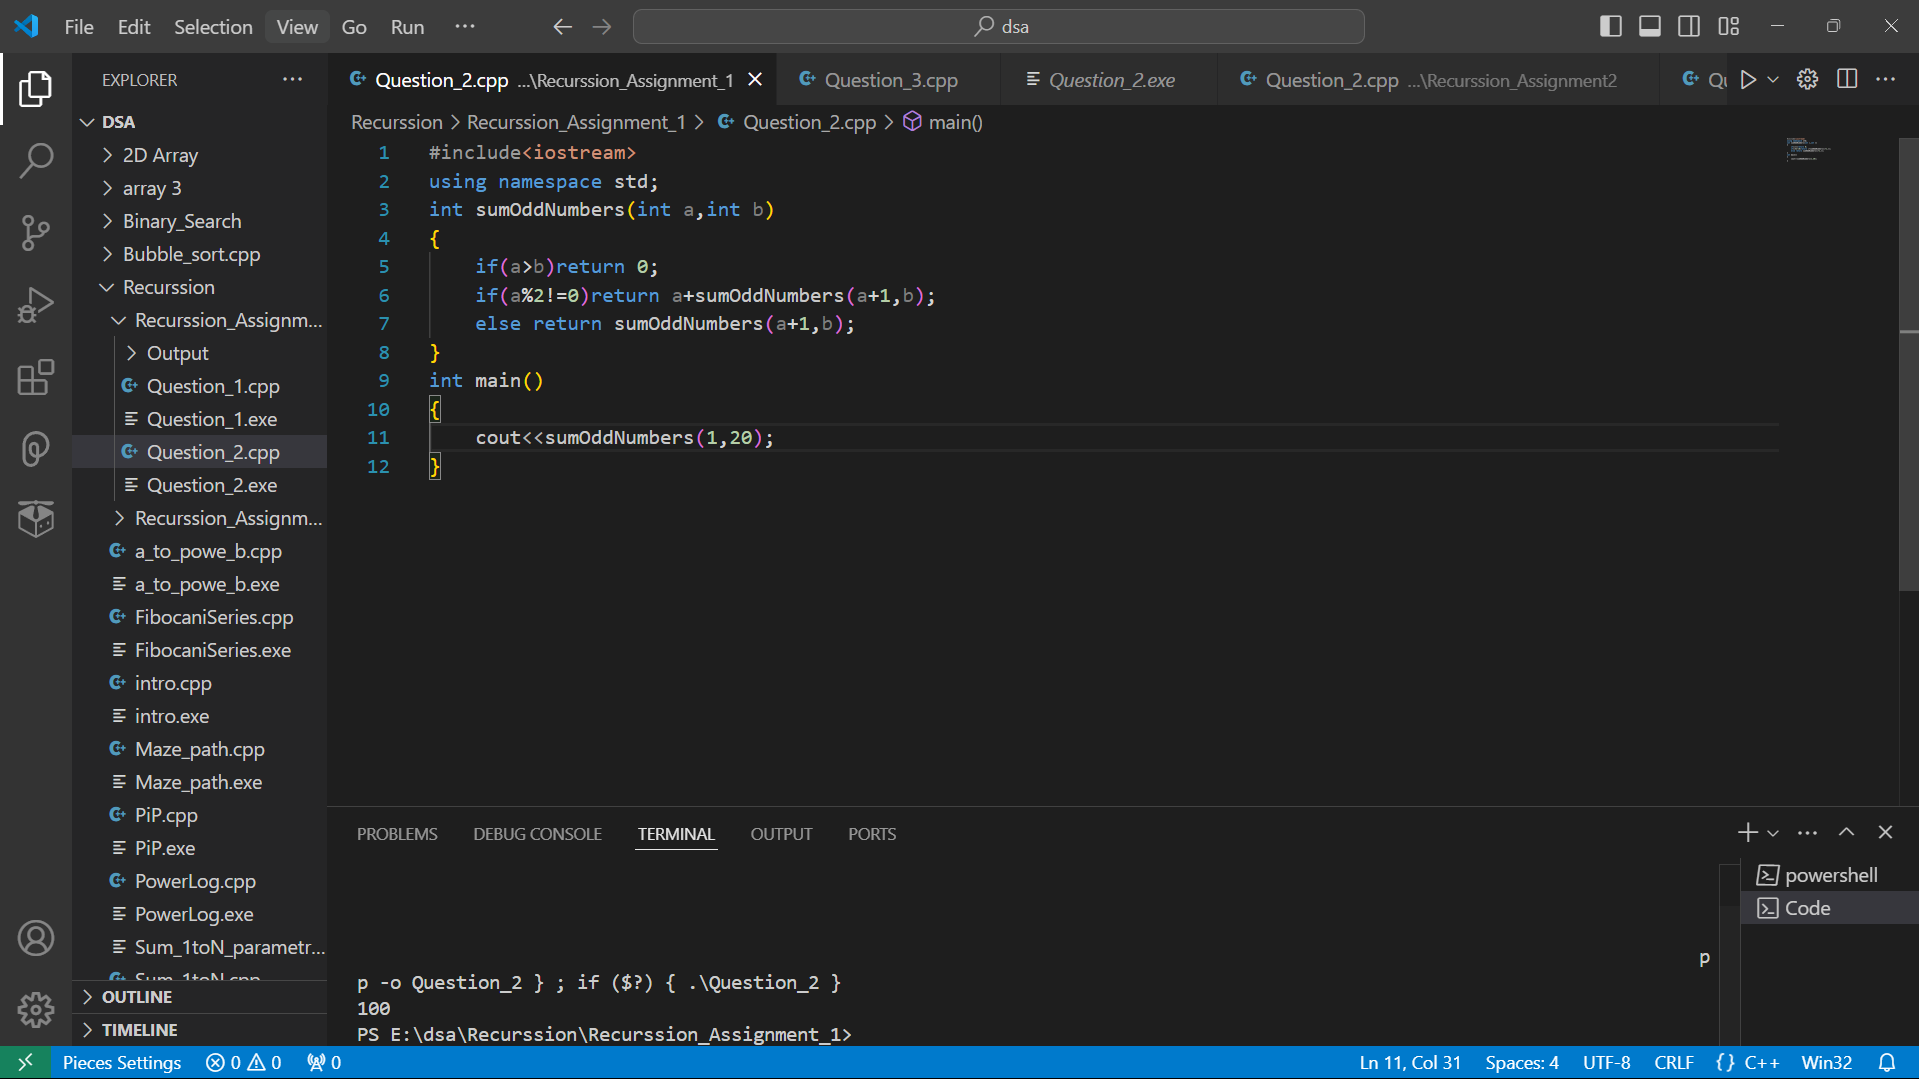 File Edit Selection View Go Run ... dsa
EXPLORER ...
Question_2.cpp ...\Recurssion_Assignment_1 Question_3.cpp Question_2.exe Question_2.cpp ...\Recurssion_Assignment2
Recurssion > Recurssion_Assignment_1 > Question_2.cpp > main()
DSA
2D Array
array 3
Binary_Search
Bubble_sort.cpp
Recurssion
Recurssion_Assignm...
Output
Question_1.cpp
Question_1.exe
Question_2.cpp
Question_2.exe
Recurssion_Assignm...
a_to_powe_b.cpp
a_to_powe_b.exe
FibocaniSeries.cpp
FibocaniSeries.exe
intro.cpp
intro.exe
Maze_path.cpp
Maze_path.exe
PiP.cpp
PiP.exe
PowerLog.cpp
PowerLog.exe
Sum_1toN_parametr...
Sum_1toN.cpp
OUTLINE
TIMELINE
1 #include<iostream>
2 using namespace std;
3 int sumOddNumbers(int a,int b)
4 {
5 if(a>b)return 0;
6 if(a%2!=0)return a+sumOddNumbers(a+1,b);
7 else return sumOddNumbers(a+1,b);
8 }
9 int main()
10 {
11 cout<<sumOddNumbers(1,20);
12 }
PROBLEMS DEBUG CONSOLE TERMINAL OUTPUT PORTS
powershell
Code
p
p -o Question_2 } ; if ($?) { .\Question_2 }
100
PS E:\dsa\Recurssion\Recurssion_Assignment_1>
Pieces Settings 0 0 0 Ln 11, Col 31 Spaces: 4 UTF-8 CRLF {} C++ Win32